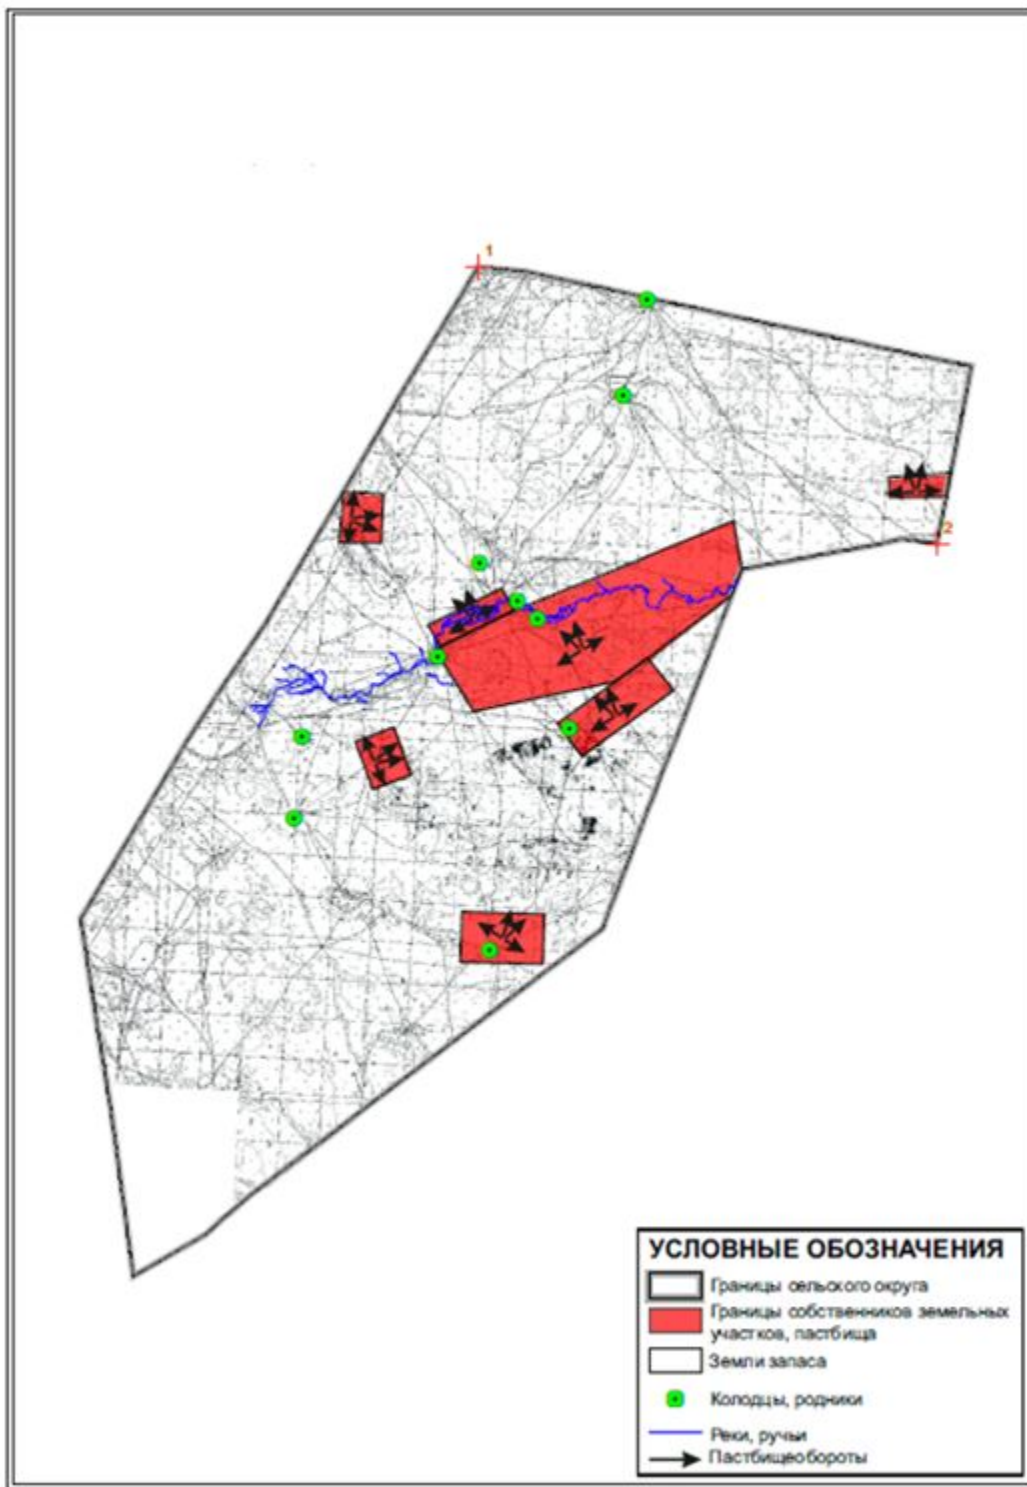 1
2
УСЛОВНЫЕ ОБОЗНАЧЕНИЯ
Границы сельского округа
Границы собственников земельных
участков, пастбища
Земли запаса
Колодцы, родники
Реки, ручьи
Пастбищеобороты